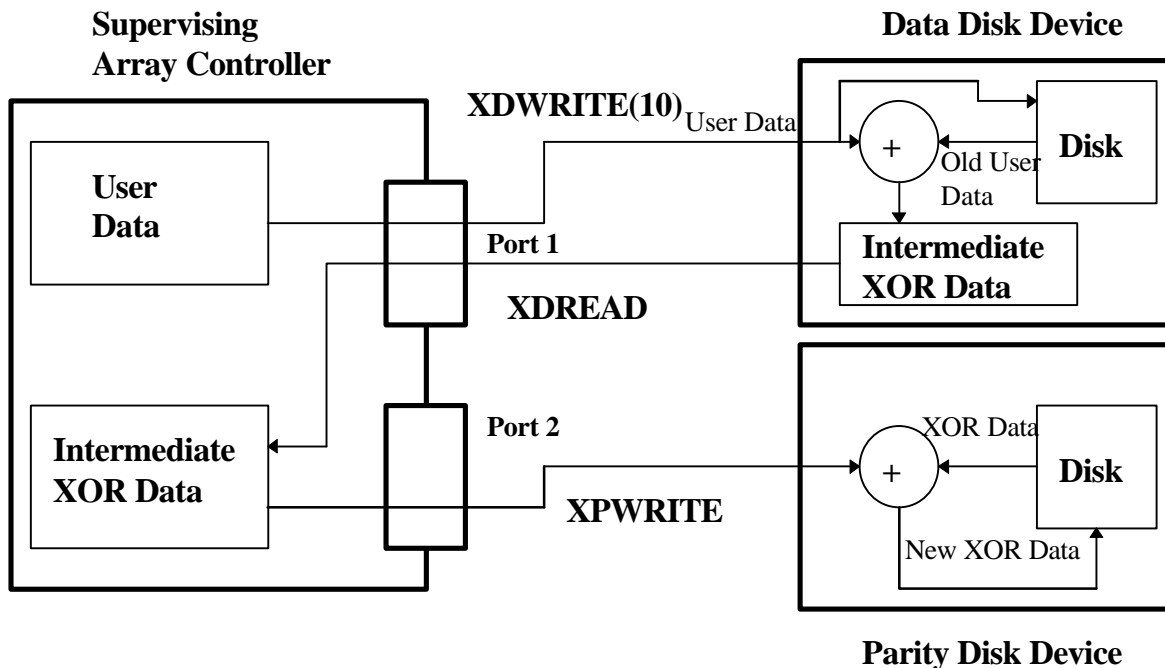 Supervising
Array Controller
Data Disk Device
XDWRITE(10)
User Data
User
Data
+
Old User
Data
Disk
Port 1
Intermediate
XOR Data
XDREAD
Intermediate
XOR Data
Port 2
XPWRITE
XOR Data
+
Disk
New XOR Data
Parity Disk Device